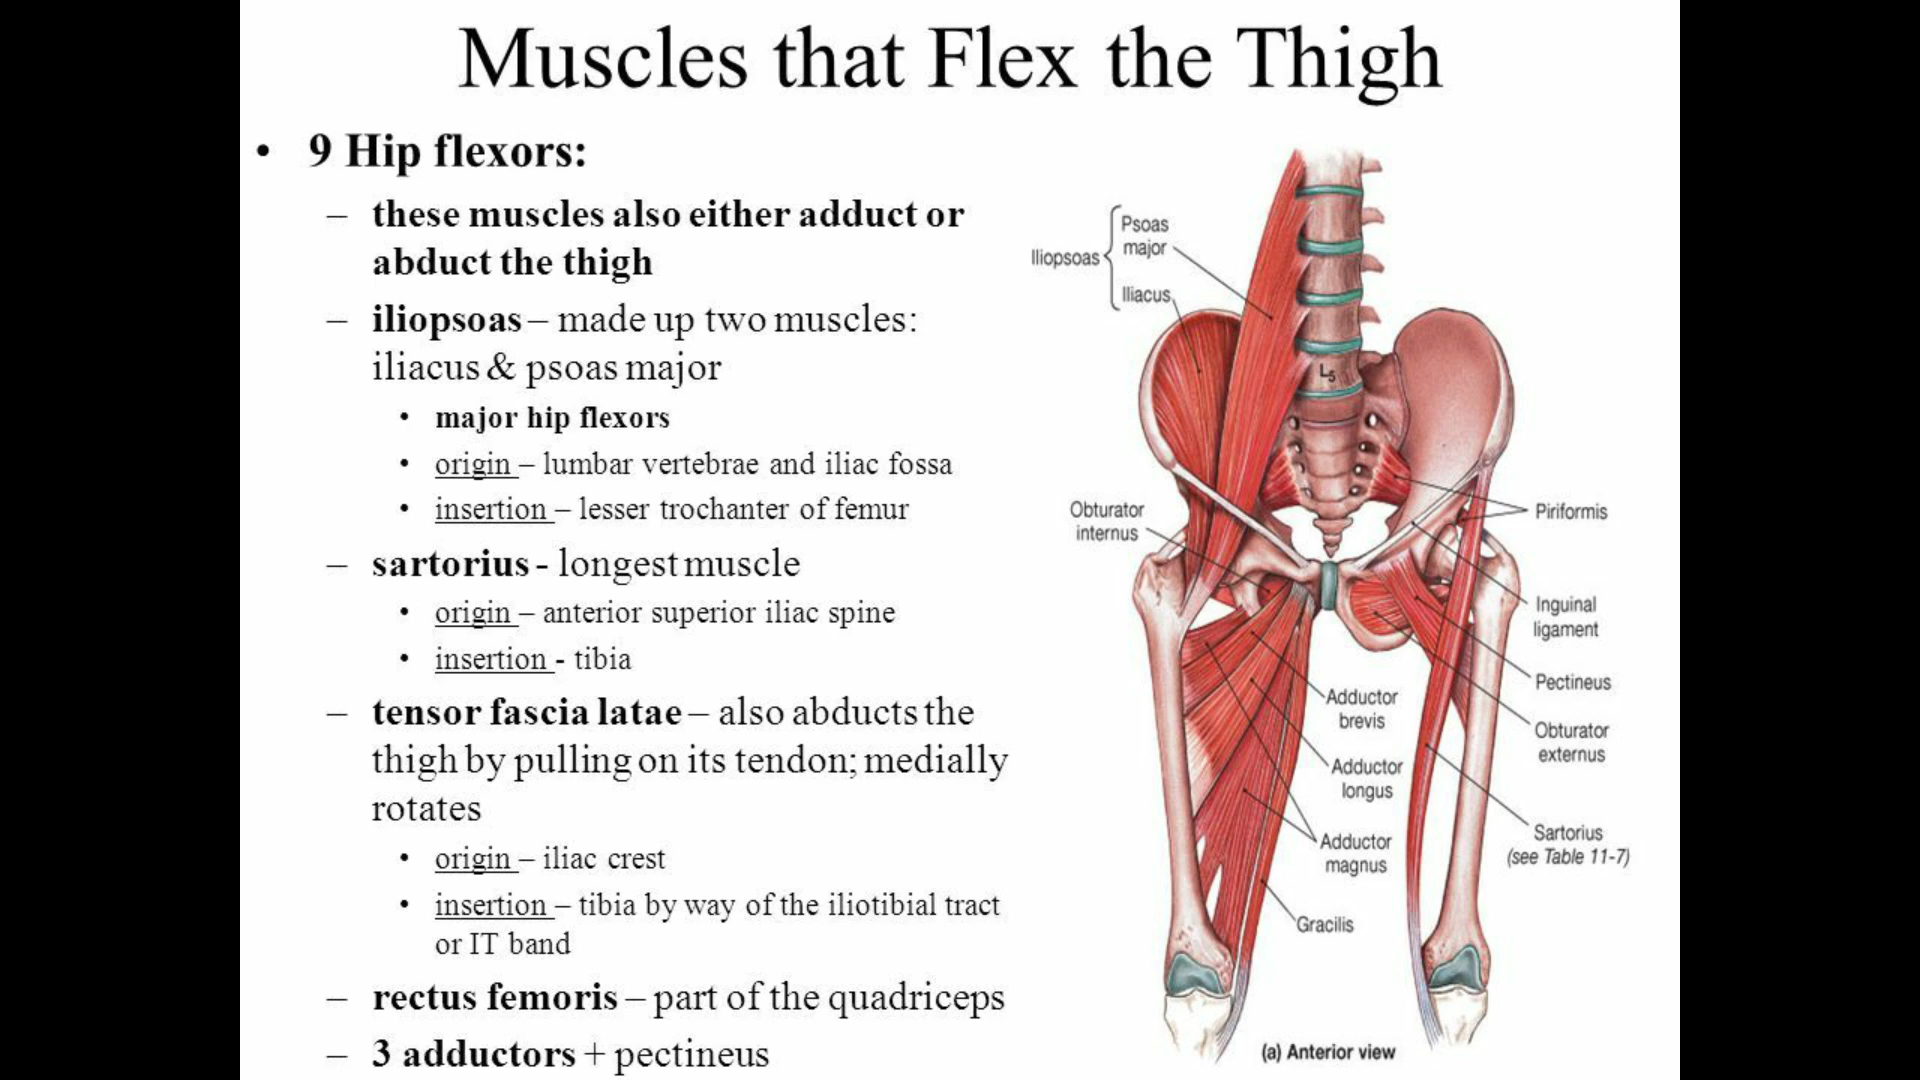 Muscles that Flex the Thigh
• 9 Hip flexors:
– these muscles also either adduct or
abduct the thigh
– iliopsoas – made up two muscles:
iliacus & psoas major
• major hip flexors
• origin – lumbar vertebrae and iliac fossa
• insertion – lesser trochanter of femur
– sartorius - longest muscle
• origin – anterior superior iliac spine
• insertion - tibia
– tensor fascia latae – also abducts the
thigh by pulling on its tendon; medially
rotates
• origin – iliac crest
• insertion – tibia by way of the iliotibial tract
or IT band
– rectus femoris – part of the quadriceps
– 3 adductors + pectineus
Iliopsoas
Psoas
major
Iliacus
L5
Obturator
internus
Piriformis
Inguinal
ligament
Pectineus
Obturator
externus
Adductor
brevis
Adductor
longus
Adductor
magnus
Sartorius
(see Table 11-7)
Gracilis
(a) Anterior view